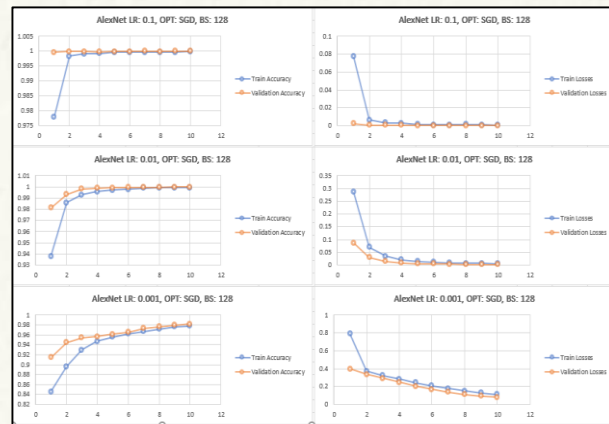 AlexNet LR: 0.1, OPT: SGD, BS: 128
1.005
1
0.995
0.99
0.985
0.98
0.975
0 2 4 6 8 10 12
Train Accuracy
Validation Accuracy
AlexNet LR: 0.1, OPT: SGD, BS: 128
0.1
0.08
0.06
0.04
0.02
0
0 2 4 6 8 10 12
Train Losses
Validation Losses
AlexNet LR: 0.01, OPT: SGD, BS: 128
1.01
1
0.99
0.98
0.97
0.96
0.95
0.94
0.93
0 2 4 6 8 10 12
Train Accuracy
Validation Accuracy
AlexNet LR: 0.01, OPT: SGD, BS: 128
0.35
0.3
0.25
0.2
0.15
0.1
0.05
0
0 2 4 6 8 10 12
Train Losses
Validation Losses
AlexNet LR: 0.001, OPT: SGD, BS: 128
1
0.98
0.96
0.94
0.92
0.9
0.88
0.86
0.84
0.82
0 2 4 6 8 10 12
Train Accuracy
Validation Accuracy
AlexNet LR: 0.001, OPT: SGD, BS: 128
1
0.8
0.6
0.4
0.2
0
0 2 4 6 8 10 12
Train Losses
Validation Losses